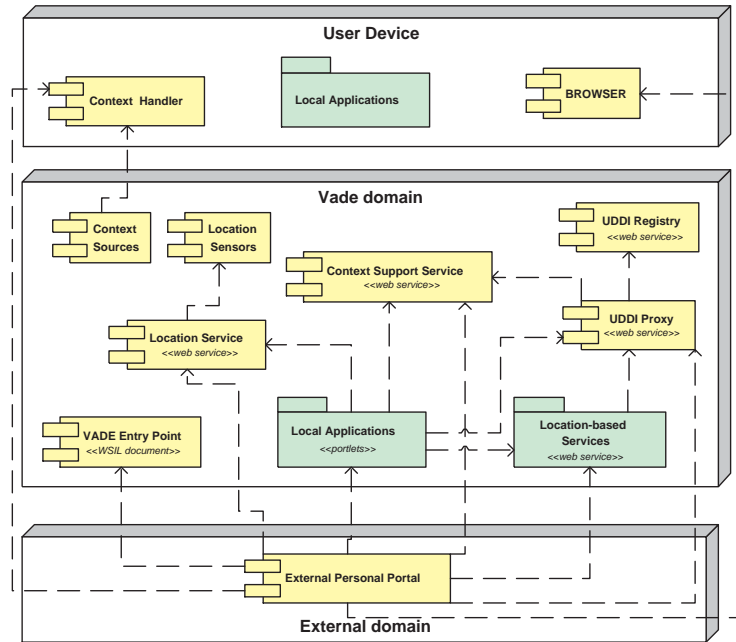 User Device
Context Handler
Local Applications
BROWSER
Vade domain
Context
Sources
Location
Sensors
UDDI Registry
<<web service>>
Context Support Service
<<web service>>
Location Service
<<web service>>
UDDI Proxy
<<web service>>
VADE Entry Point
<<WSIL document>>
Local Applications
<<portlets>>
Location-based
Services
<<web service>>
External Personal Portal
External domain